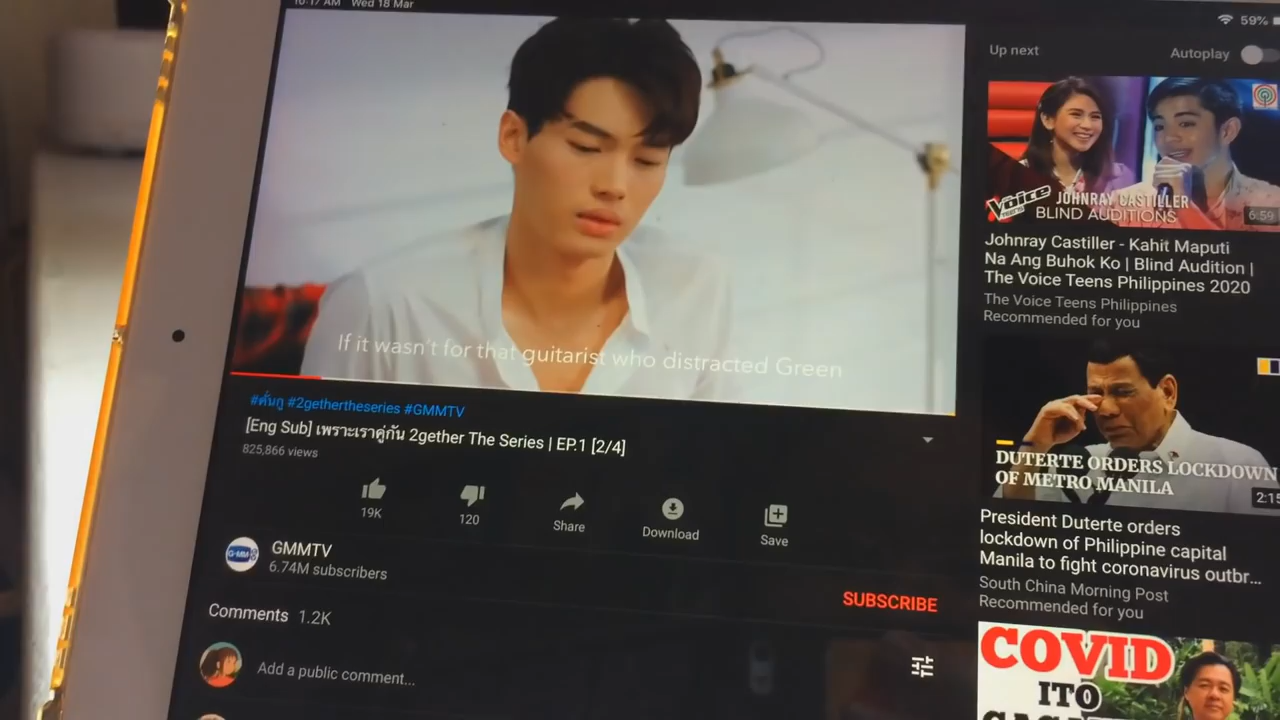 10:17 AM Wed 18 Mar
59%
If it wasn't for that guitarist who distracted Green
#คั่นกู #2gethertheseries #GMMTV
[Eng Sub] เพราะเราคู่กัน 2gether The Series | EP.1 [2/4]
825,866 views
19K
120
Share
Download
Save
GMMTV
6.74M subscribers
SUBSCRIBE
Comments 1.2K
Add a public comment...
Up next
Autoplay
The Voice Teens
JOHNRAY CASTILLER
BLIND AUDITIONS
6:59
Johnray Castiller - Kahit Maputi
Na Ang Buhok Ko | Blind Audition |
The Voice Teens Philippines 2020
The Voice Teens Philippines
Recommended for you
DUTERTE ORDERS LOCKDOWN
OF METRO MANILA
2:15
President Duterte orders
lockdown of Philippine capital
Manila to fight coronavirus outbr...
South China Morning Post
Recommended for you
COVID
ITO